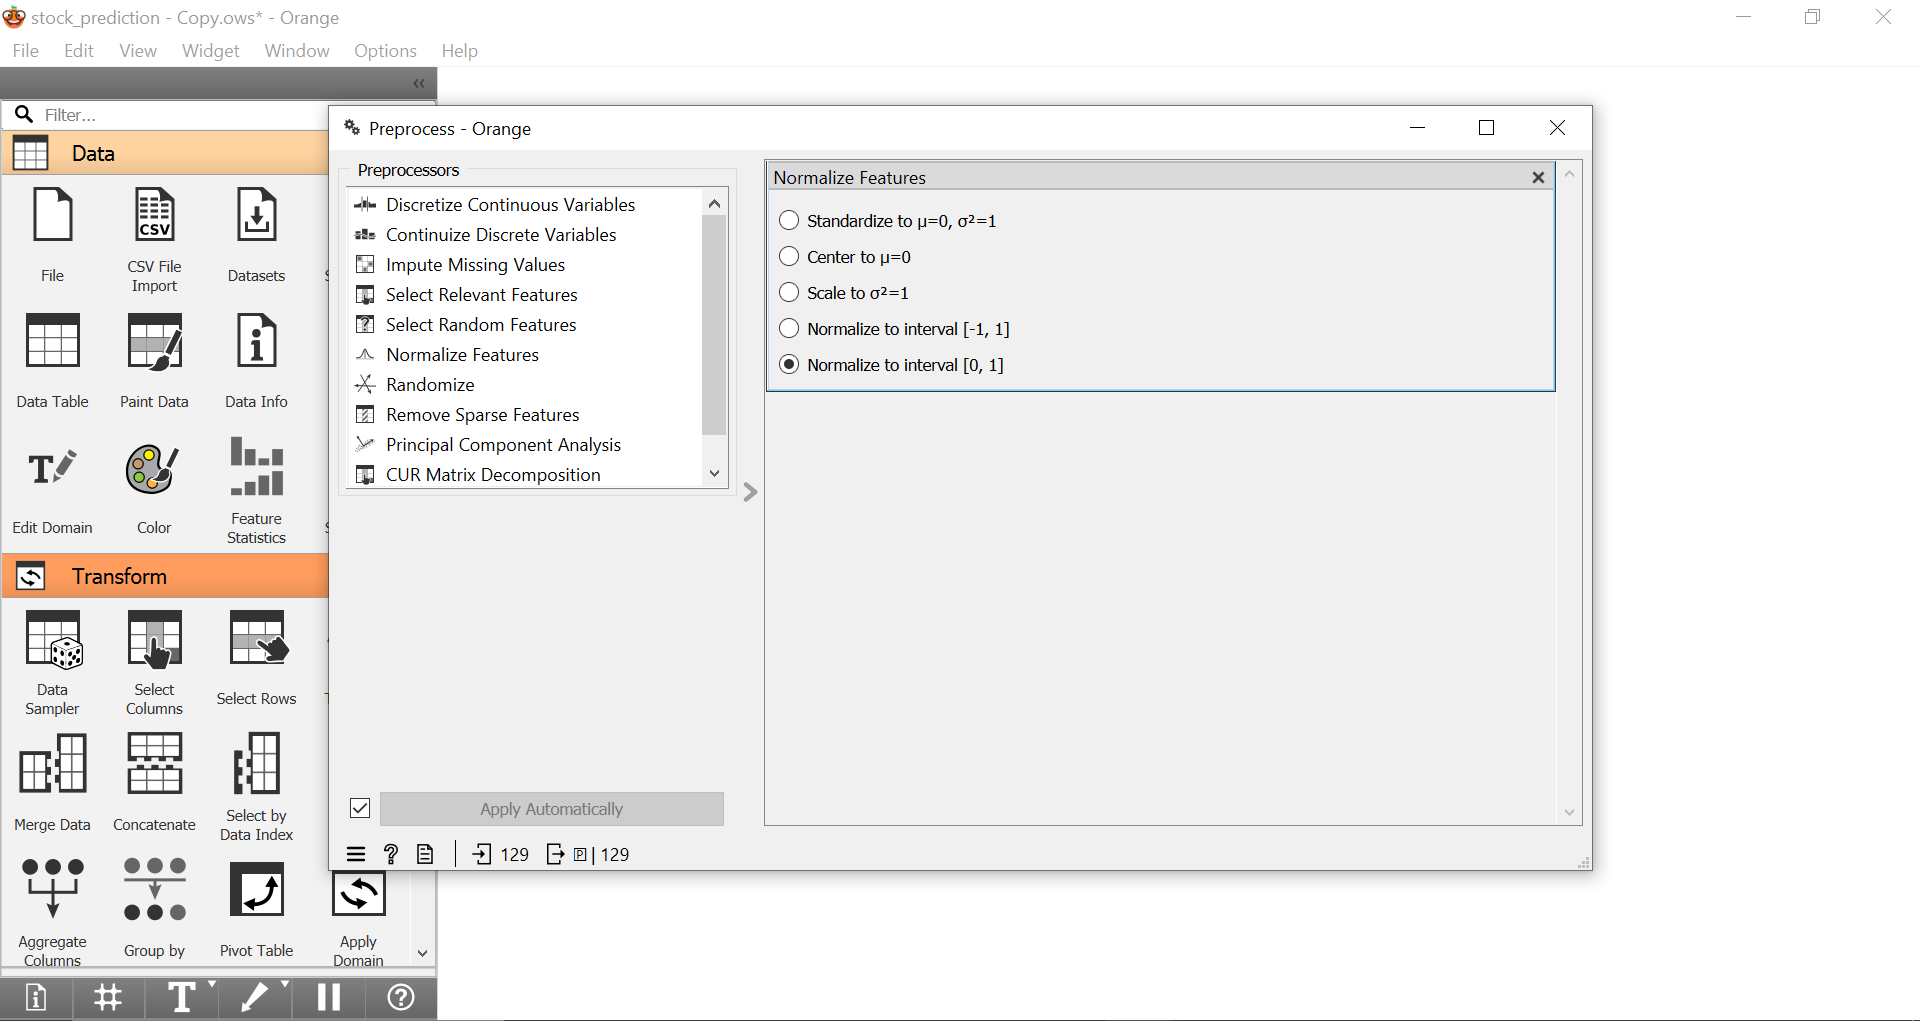 stock_prediction - Copy.ows* - Orange
File Edit View Widget Window Options Help
Filter...
Data
File
CSV
CSV File
Import
Datasets
Data Table
Paint Data
Data Info
Edit Domain
Color
Feature
Statistics
Transform
Data
Sampler
Select
Columns
Select Rows
Merge Data
Concatenate
Select by
Data Index
Aggregate
Columns
Group by
Pivot Table
Apply
Domain
Preprocess - Orange
Preprocessors
Discretize Continuous Variables
Continuize Discrete Variables
Impute Missing Values
Select Relevant Features
Select Random Features
Normalize Features
Randomize
Remove Sparse Features
Principal Component Analysis
CUR Matrix Decomposition
Apply Automatically
129 P | 129
Normalize Features
Standardize to μ=0, σ²=1
Center to μ=0
Scale to σ²=1
Normalize to interval [-1, 1]
Normalize to interval [0, 1]